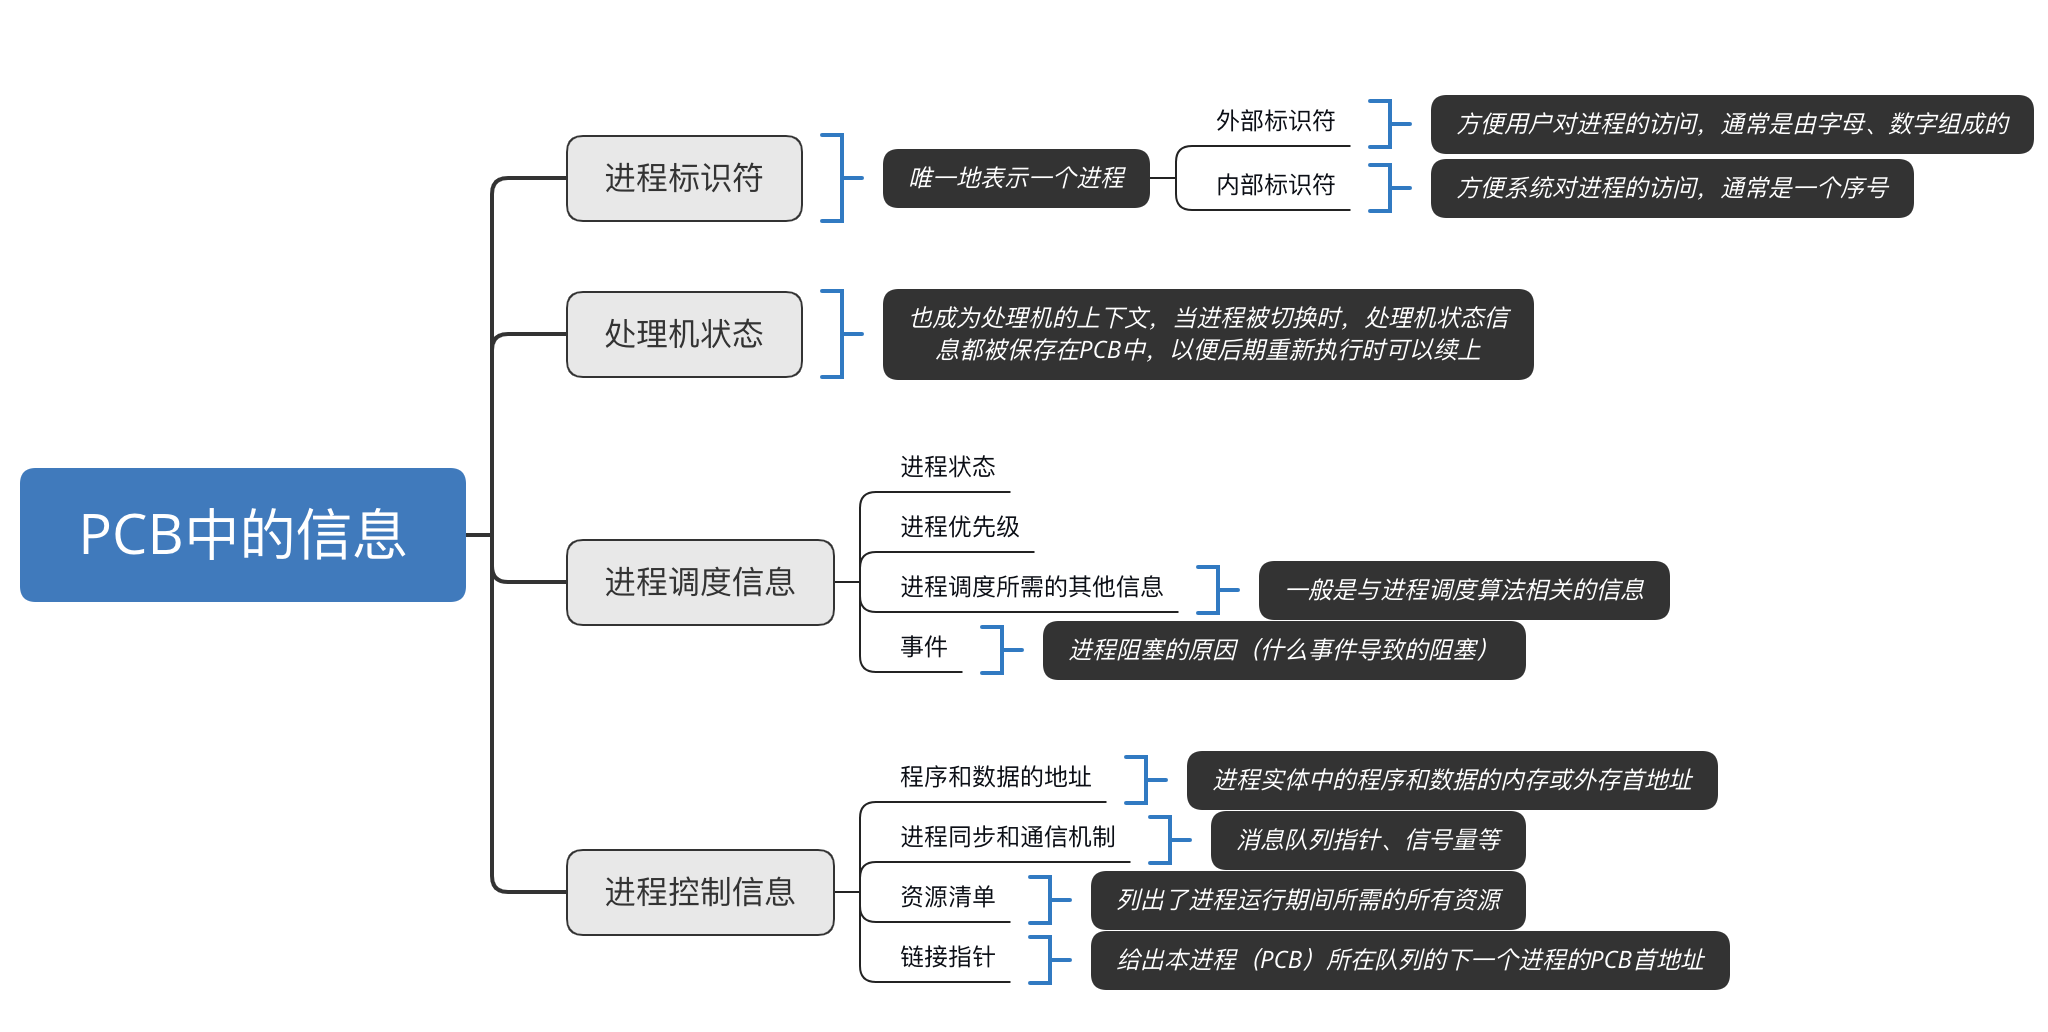 PCB中的信息
进程标识符
唯一地表示一个进程
外部标识符
方便用户对进程的访问，通常是由字母、数字组成的
内部标识符
方便系统对进程的访问，通常是一个序号
处理机状态
也成为处理机的上下文，当进程被切换时，处理机状态信
息都被保存在PCB中，以便后期重新执行时可以续上
进程调度信息
进程状态
进程优先级
进程调度所需的其他信息
一般是与进程调度算法相关的信息
事件
进程阻塞的原因（什么事件导致的阻塞）
进程控制信息
程序和数据的地址
进程实体中的程序和数据的内存或外存首地址
进程同步和通信机制
消息队列指针、信号量等
资源清单
列出了进程运行期间所需的所有资源
链接指针
给出本进程（PCB）所在队列的下一个进程的PCB首地址